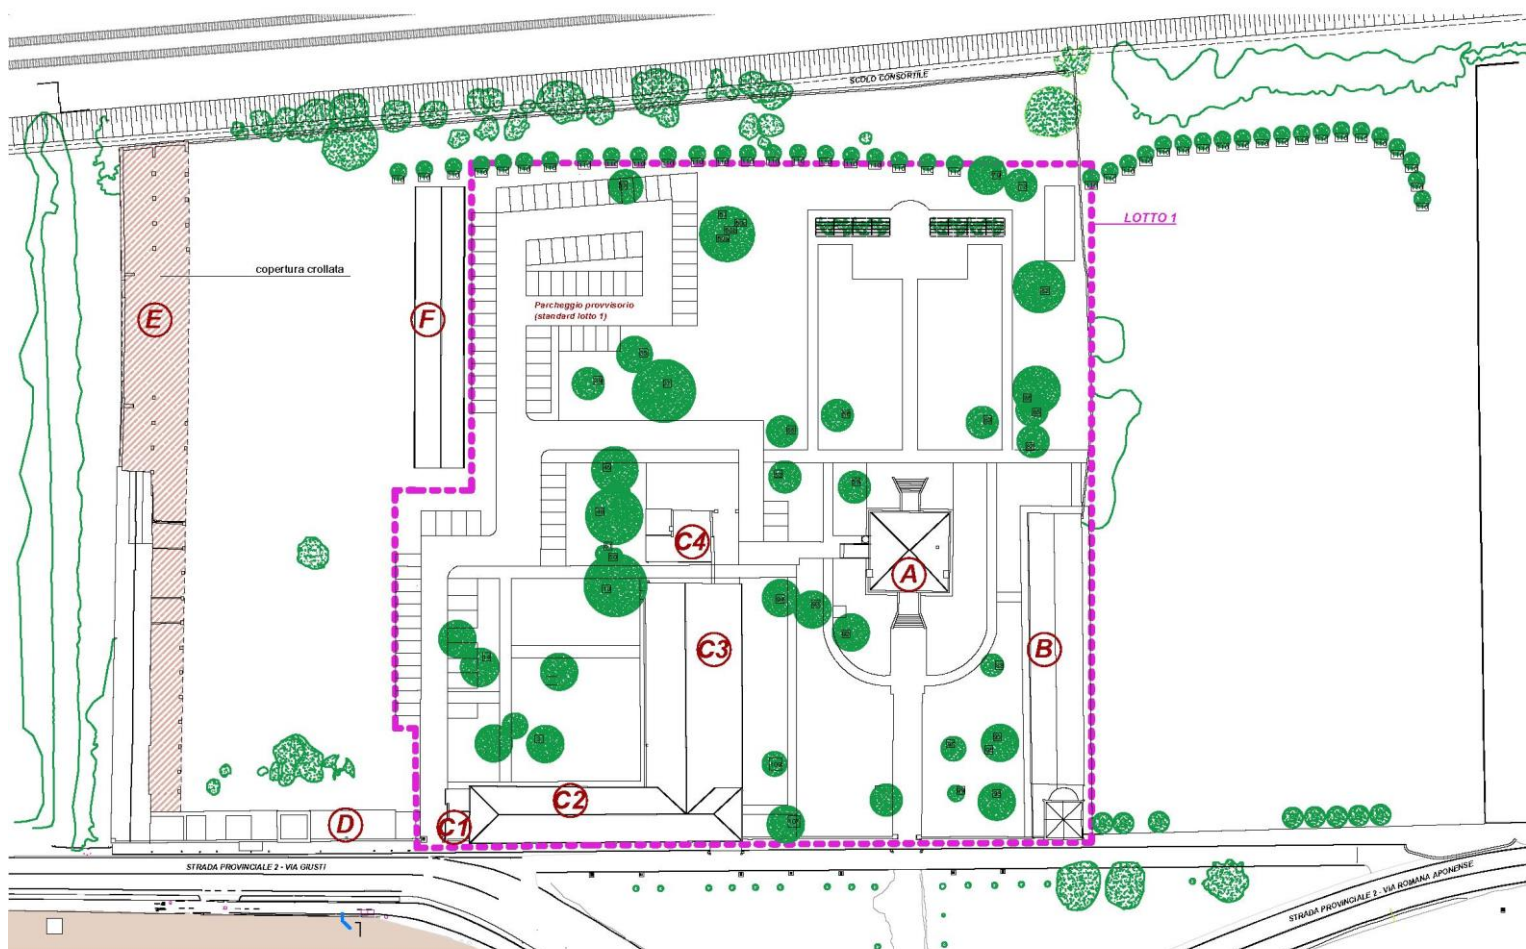 SCOLO CONSORTILE
LOTTO 1
copertura crollata
E
F
Parcheggio provvisorio
(standard lotto 1)
C4
A
C3
B
C2
C1
D
STRADA PROVINCIALE 2 - VIA GIUSTI
STRADA PROVINCIALE 2 - VIA ROMANA APONENSE